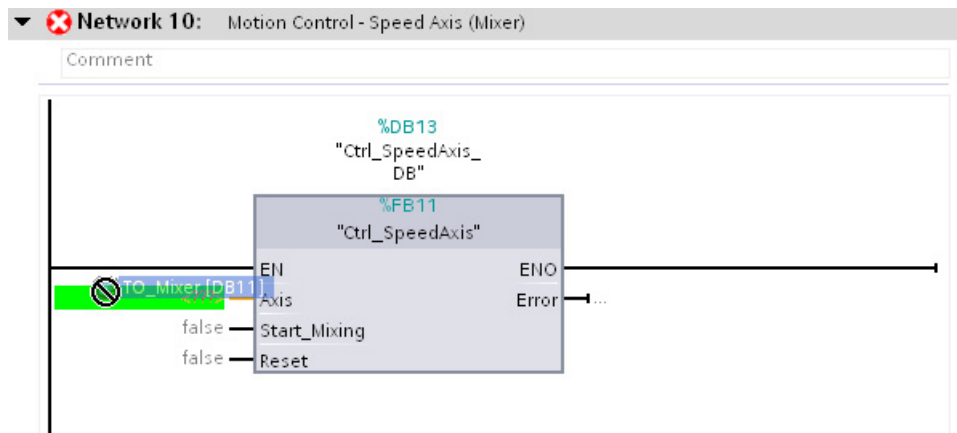 Network 10: Motion Control - Speed Axis (Mixer)
Comment
%DB13
"Ctrl_SpeedAxis_
DB"
%FB11
"Ctrl_SpeedAxis"
EN ENO
TO_Mixer [DB11]
Axis Error ...
false Start_Mixing
false Reset